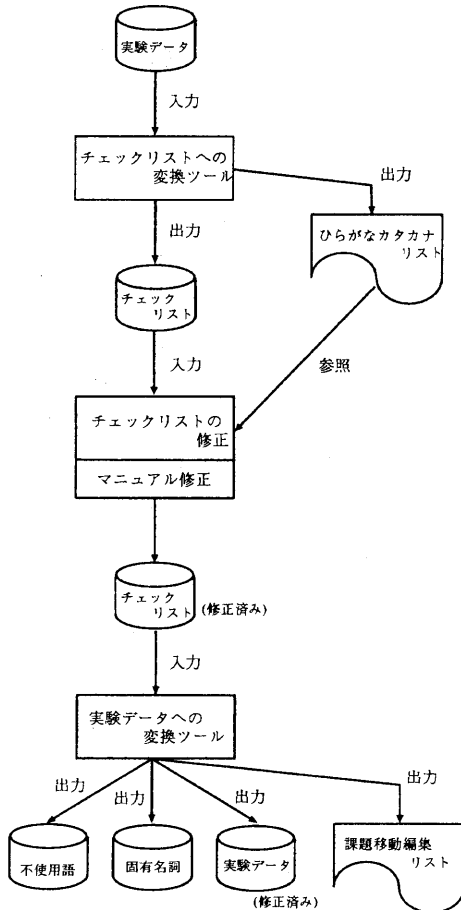 実験データ
入力
チェックリストへの
変換ツール
出力
出力
ひらがなカタカナ
リスト
チェック
リスト
入力
参照
チェックリストの
修正
マニュアル修正
チェック
リスト
(修正済み)
入力
実験データへの
変換ツール
出力
出力
出力
出力
不使用語
固有名詞
実験データ
(修正済み)
課題移動編集
リスト